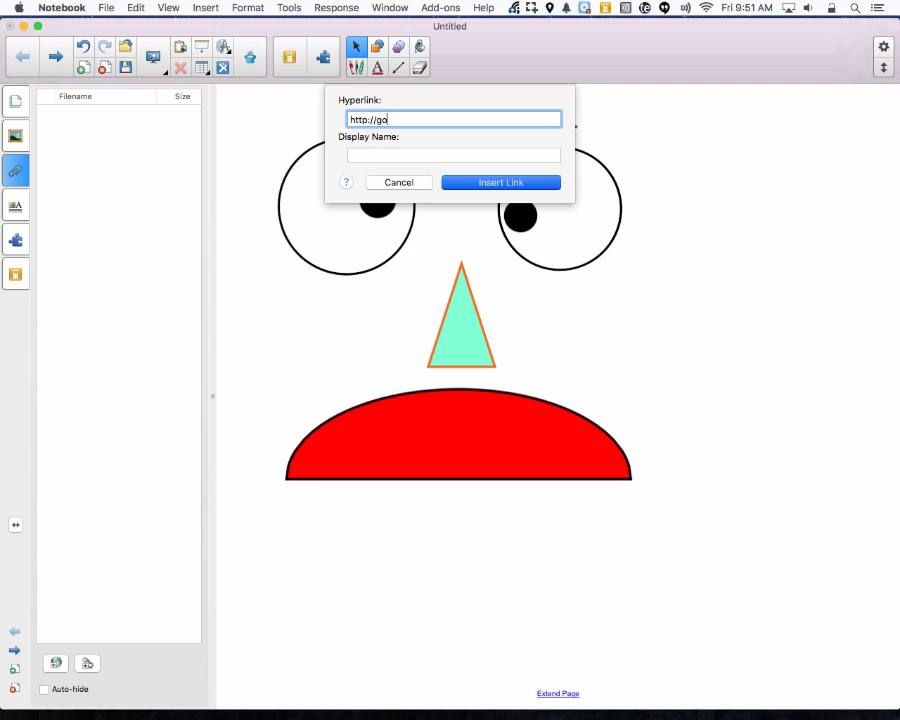 Notebook File Edit View Insert Format Tools Response Window Add-ons Help Fri 9:51 AM
Untitled
Filename Size
Hyperlink:
http://go
Display Name:
? Cancel Insert Link
Auto-hide
Extend Page